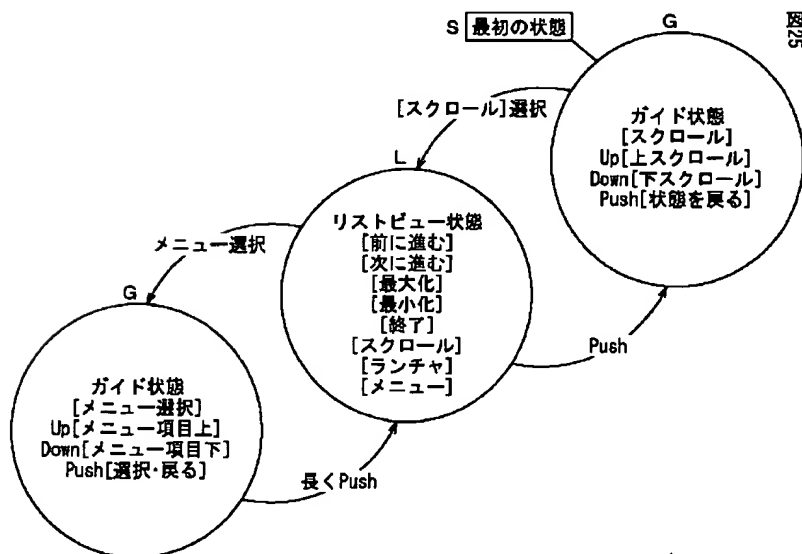 図25
S 最初の状態
G
ガイド状態
[スクロール]
Up[上スクロール]
Down[下スクロール]
Push[状態を戻る]
[スクロール]選択
L
リストビュー状態
[前に進む]
[次に進む]
[最大化]
[最小化]
[終了]
[スクロール]
[ランチャ]
[メニュー]
Push
メニュー選択
G
ガイド状態
[メニュー選択]
Up[メニュー項目上]
Down[メニュー項目下]
Push[選択・戻る]
長くPush